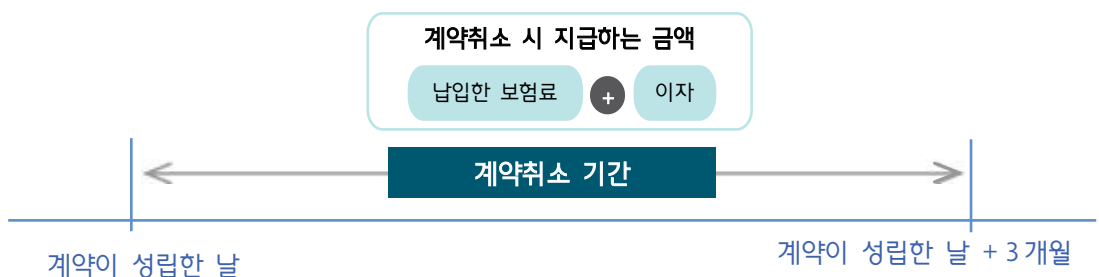 계약취소 시 지급하는 금액
납입한 보험료 + 이자
계약취소 기간
계약이 성립한 날
계약이 성립한 날 + 3개월